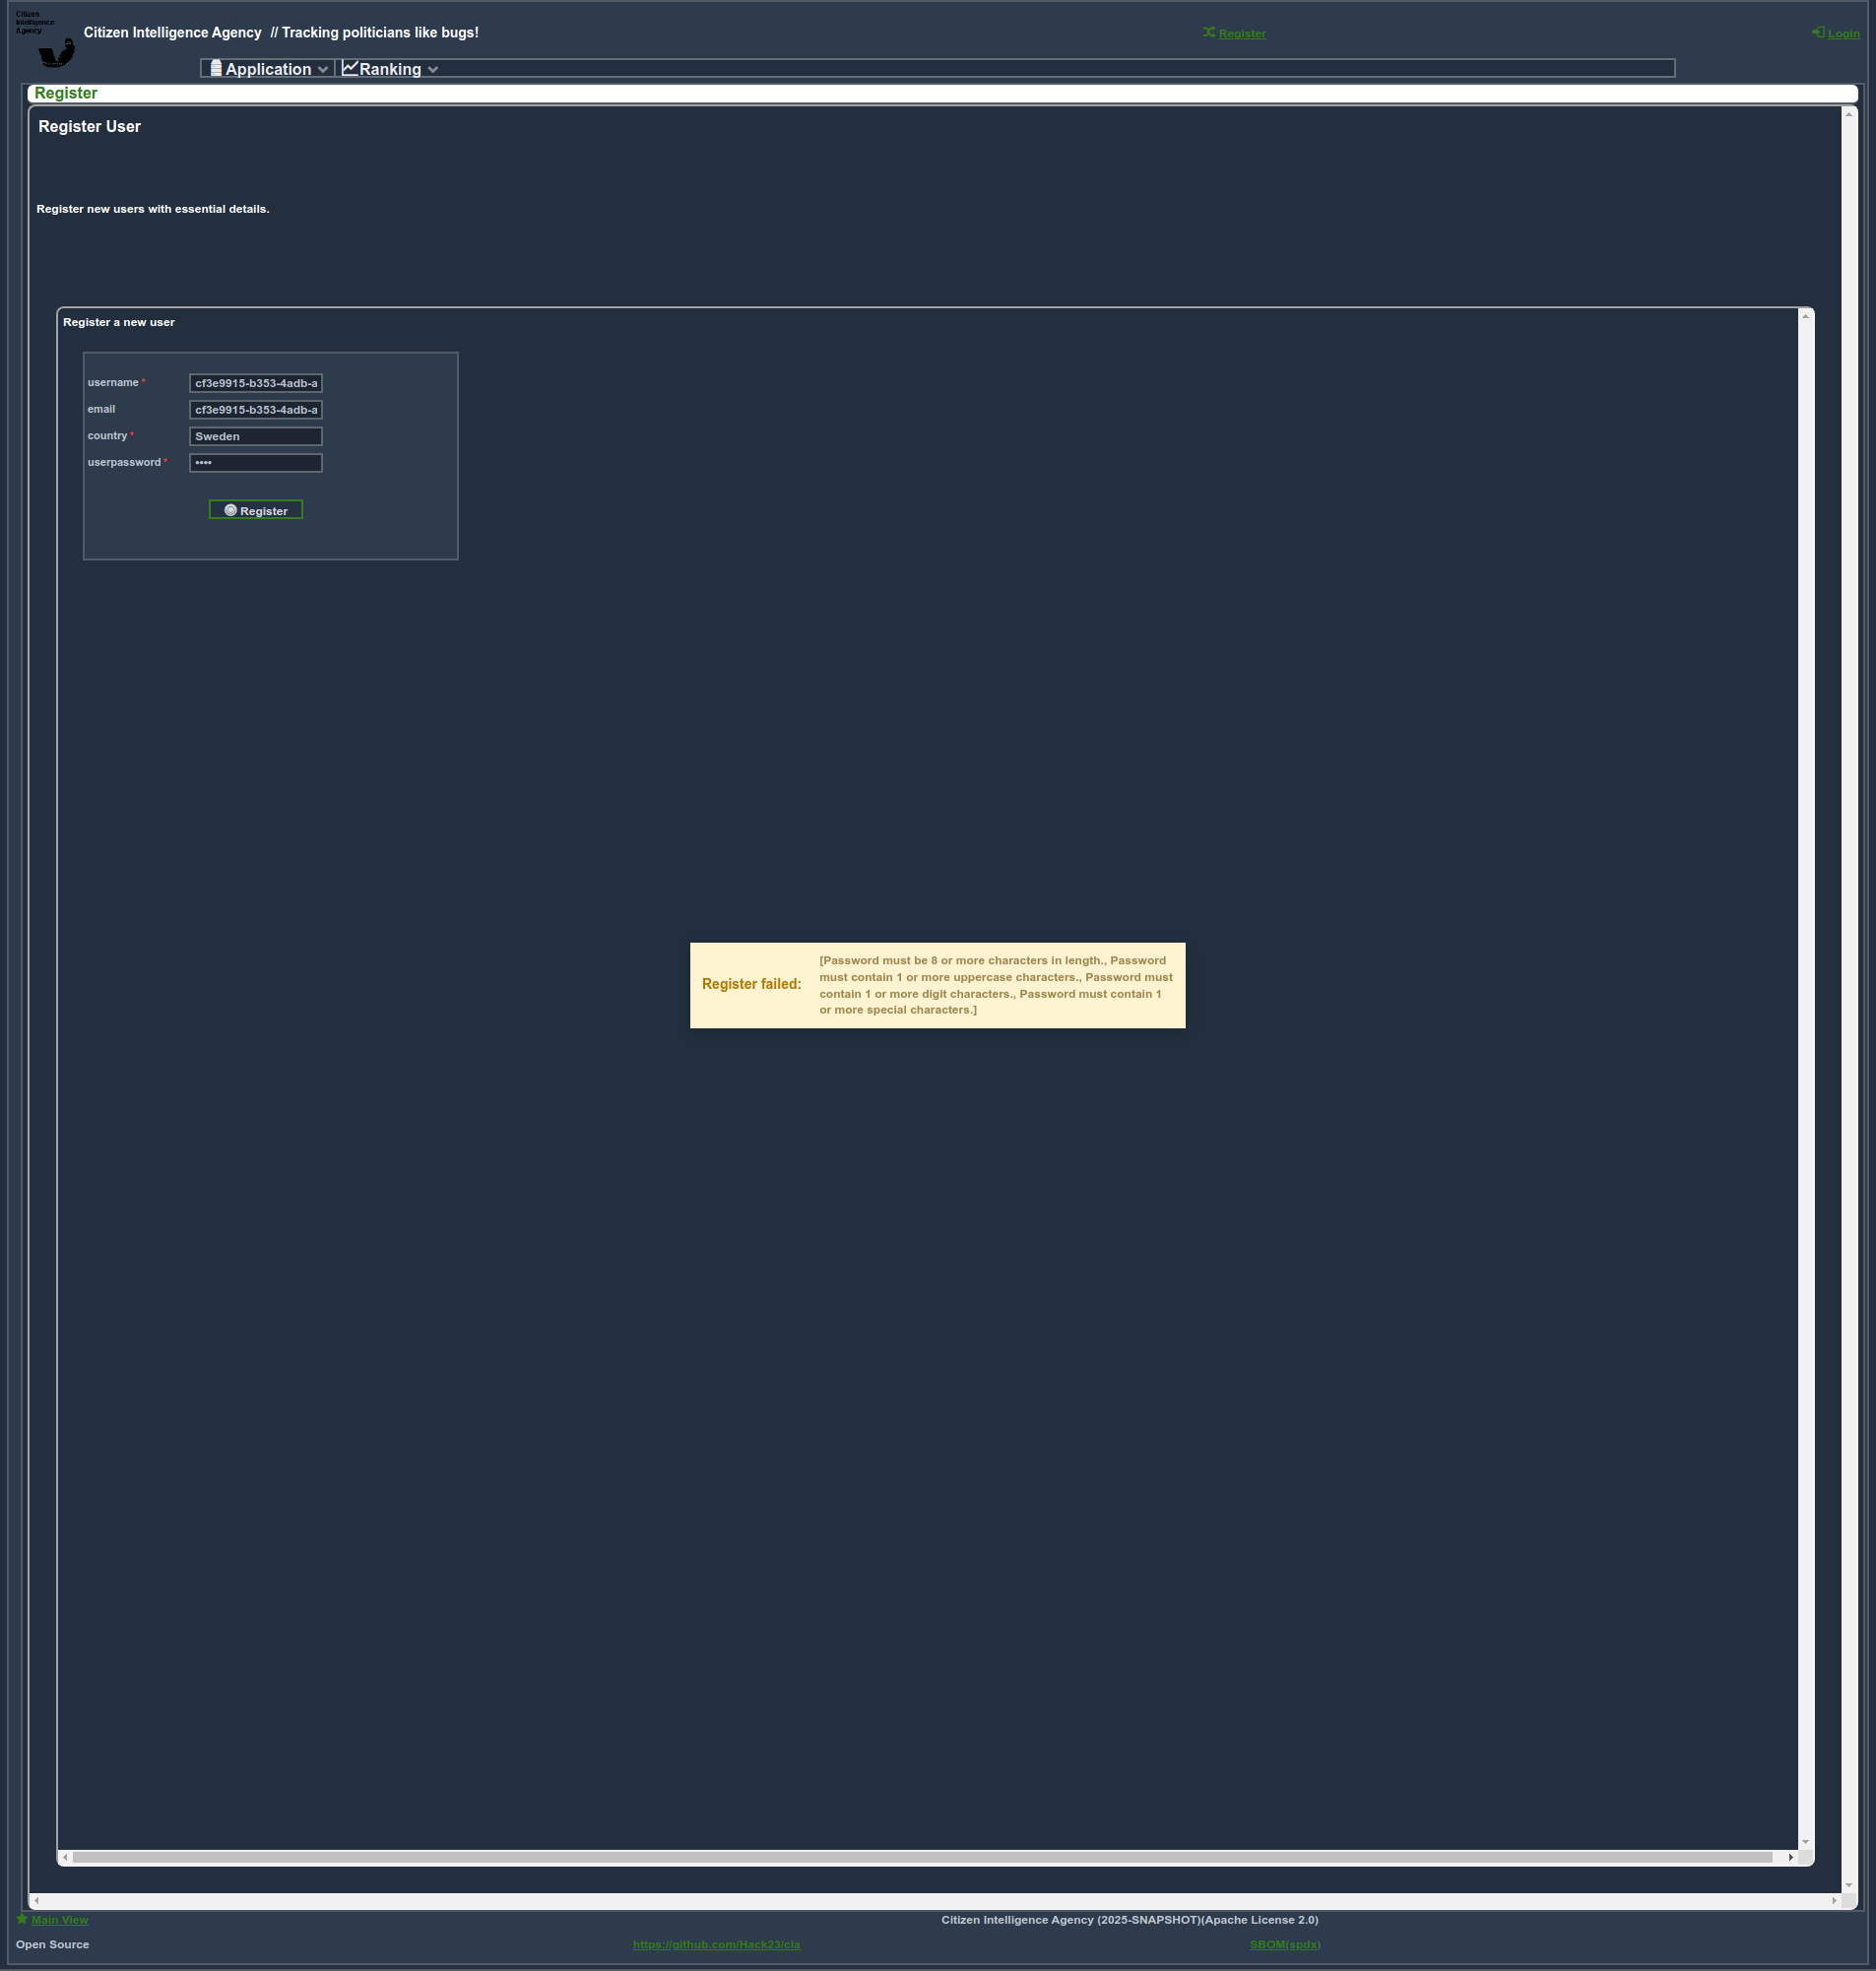 Citizen
Intelligence
Agency
Citizen Intelligence Agency // Tracking politicians like bugs!
Register
Login
Application
Ranking
Register
Register User
Register new users with essential details.
Register a new user
username *
cf3e9915-b353-4adb-a
email
cf3e9915-b353-4adb-a
country *
Sweden
userpassword *
••••
Register
Register failed:
[Password must be 8 or more characters in length., Password
must contain 1 or more uppercase characters., Password must
contain 1 or more digit characters., Password must contain 1
or more special characters.]
Main View
Citizen Intelligence Agency (2025-SNAPSHOT)(Apache License 2.0)
Open Source
https://github.com/Hack23/cia
SBOM(spdx)